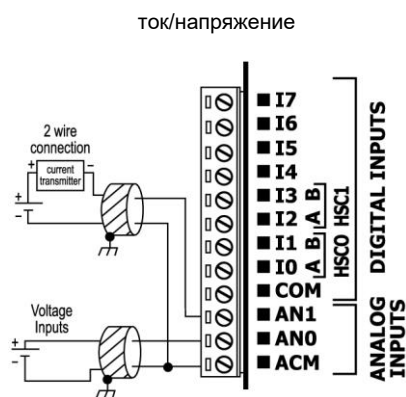 ток/напряжение
2 wire
connection
+ current
transmitter −
+
−
Voltage
Inputs
+
−
I7
I6
I5
I4
I3
I2
I1
I0
COM
AN1
AN0
ACM
A B
HSC1
A B
HSC0
DIGITAL INPUTS
ANALOG
INPUTS